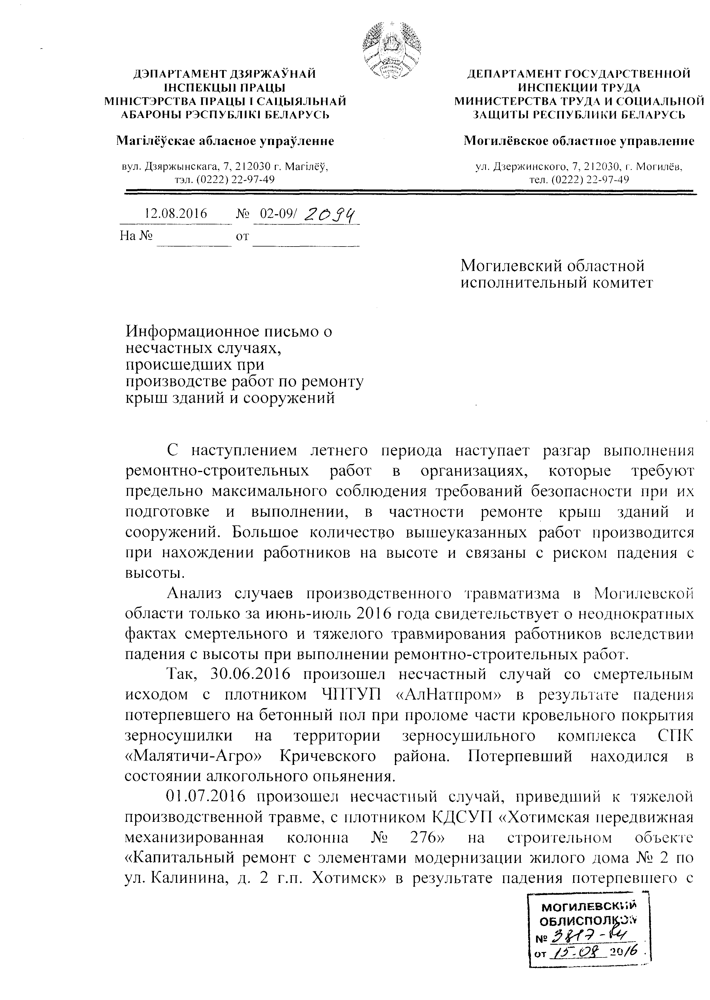 РЭСПУБЛІКА
БЕЛАРУСЬ
ДЭПАРТАМЕНТ ДЗЯРЖАЎНАЙ
ІНСПЕКЦЫІ ПРАЦЫ
МІНІСТЭРСТВА ПРАЦЫ І САЦЫЯЛЬНАЙ
АБАРОНЫ РЭСПУБЛІКІ БЕЛАРУСЬ
Магілёўскае абласное упраўленне
вул. Дзяржынскага, 7, 212030 г. Магілёў,
тэл. (0222) 22-97-49
ДЕПАРТАМЕНТ ГОСУДАРСТВЕННОЙ
ИНСПЕКЦИИ ТРУДА
МИНИСТЕРСТВА ТРУДА И СОЦИАЛЬНОЙ
ЗАЩИТЫ РЕСПУБЛИКИ БЕЛАРУСЬ
Могилёвское областное управление
ул. Дзержинского, 7, 212030, г. Могилёв,
тел. (0222) 22-97-49
12.08.2016 № 02-09/ 2094
На № от
Могилевский областной
исполнительный комитет
Информационное письмо о
несчастных случаях,
происшедших при
производстве работ по ремонту
крыш зданий и сооружений
С наступлением летнего периода наступает разгар выполнения
ремонтно-строительных работ в организациях, которые требуют
предельно максимального соблюдения требований безопасности при их
подготовке и выполнении, в частности ремонте крыш зданий и
сооружений. Большое количество вышеуказанных работ производится
при нахождении работников на высоте и связаны с риском падения с
высоты.
Анализ случаев производственного травматизма в Могилевской
области только за июнь-июль 2016 года свидетельствует о неоднократных
фактах смертельного и тяжелого травмирования работников вследствии
падения с высоты при выполнении ремонтно-строительных работ.
Так, 30.06.2016 произошел несчастный случай со смертельным
исходом с плотником ЧПТУП «АлНатпром» в результате падения
потерпевшего на бетонный пол при проломе части кровельного покрытия
зерносушилки на территории зерносушильного комплекса СПК
«Малятичи-Агро» Кричевского района. Потерпевший находился в
состоянии алкогольного опьянения.
01.07.2016 произошел несчастный случай, приведший к тяжелой
производственной травме, с плотником КДСУП «Хотимская передвижная
механизированная колонна № 276» на строительном объекте
«Капитальный ремонт с элементами модернизации жилого дома № 2 по
ул. Калинина, д. 2 г.п. Хотимск» в результате падения потерпевшего с
МОГИЛЕВСКИЙ
ОБЛИСПОЛКОМ
№
от 15-08 2016